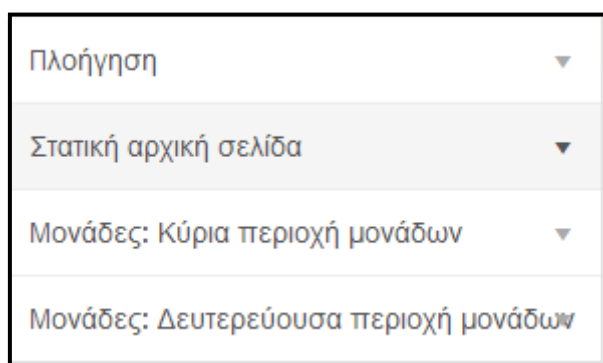 Πλοήγηση
Στατική αρχική σελίδα
Μονάδες: Κύρια περιοχή μονάδων
Μονάδες: Δευτερεύουσα περιοχή μονάδων